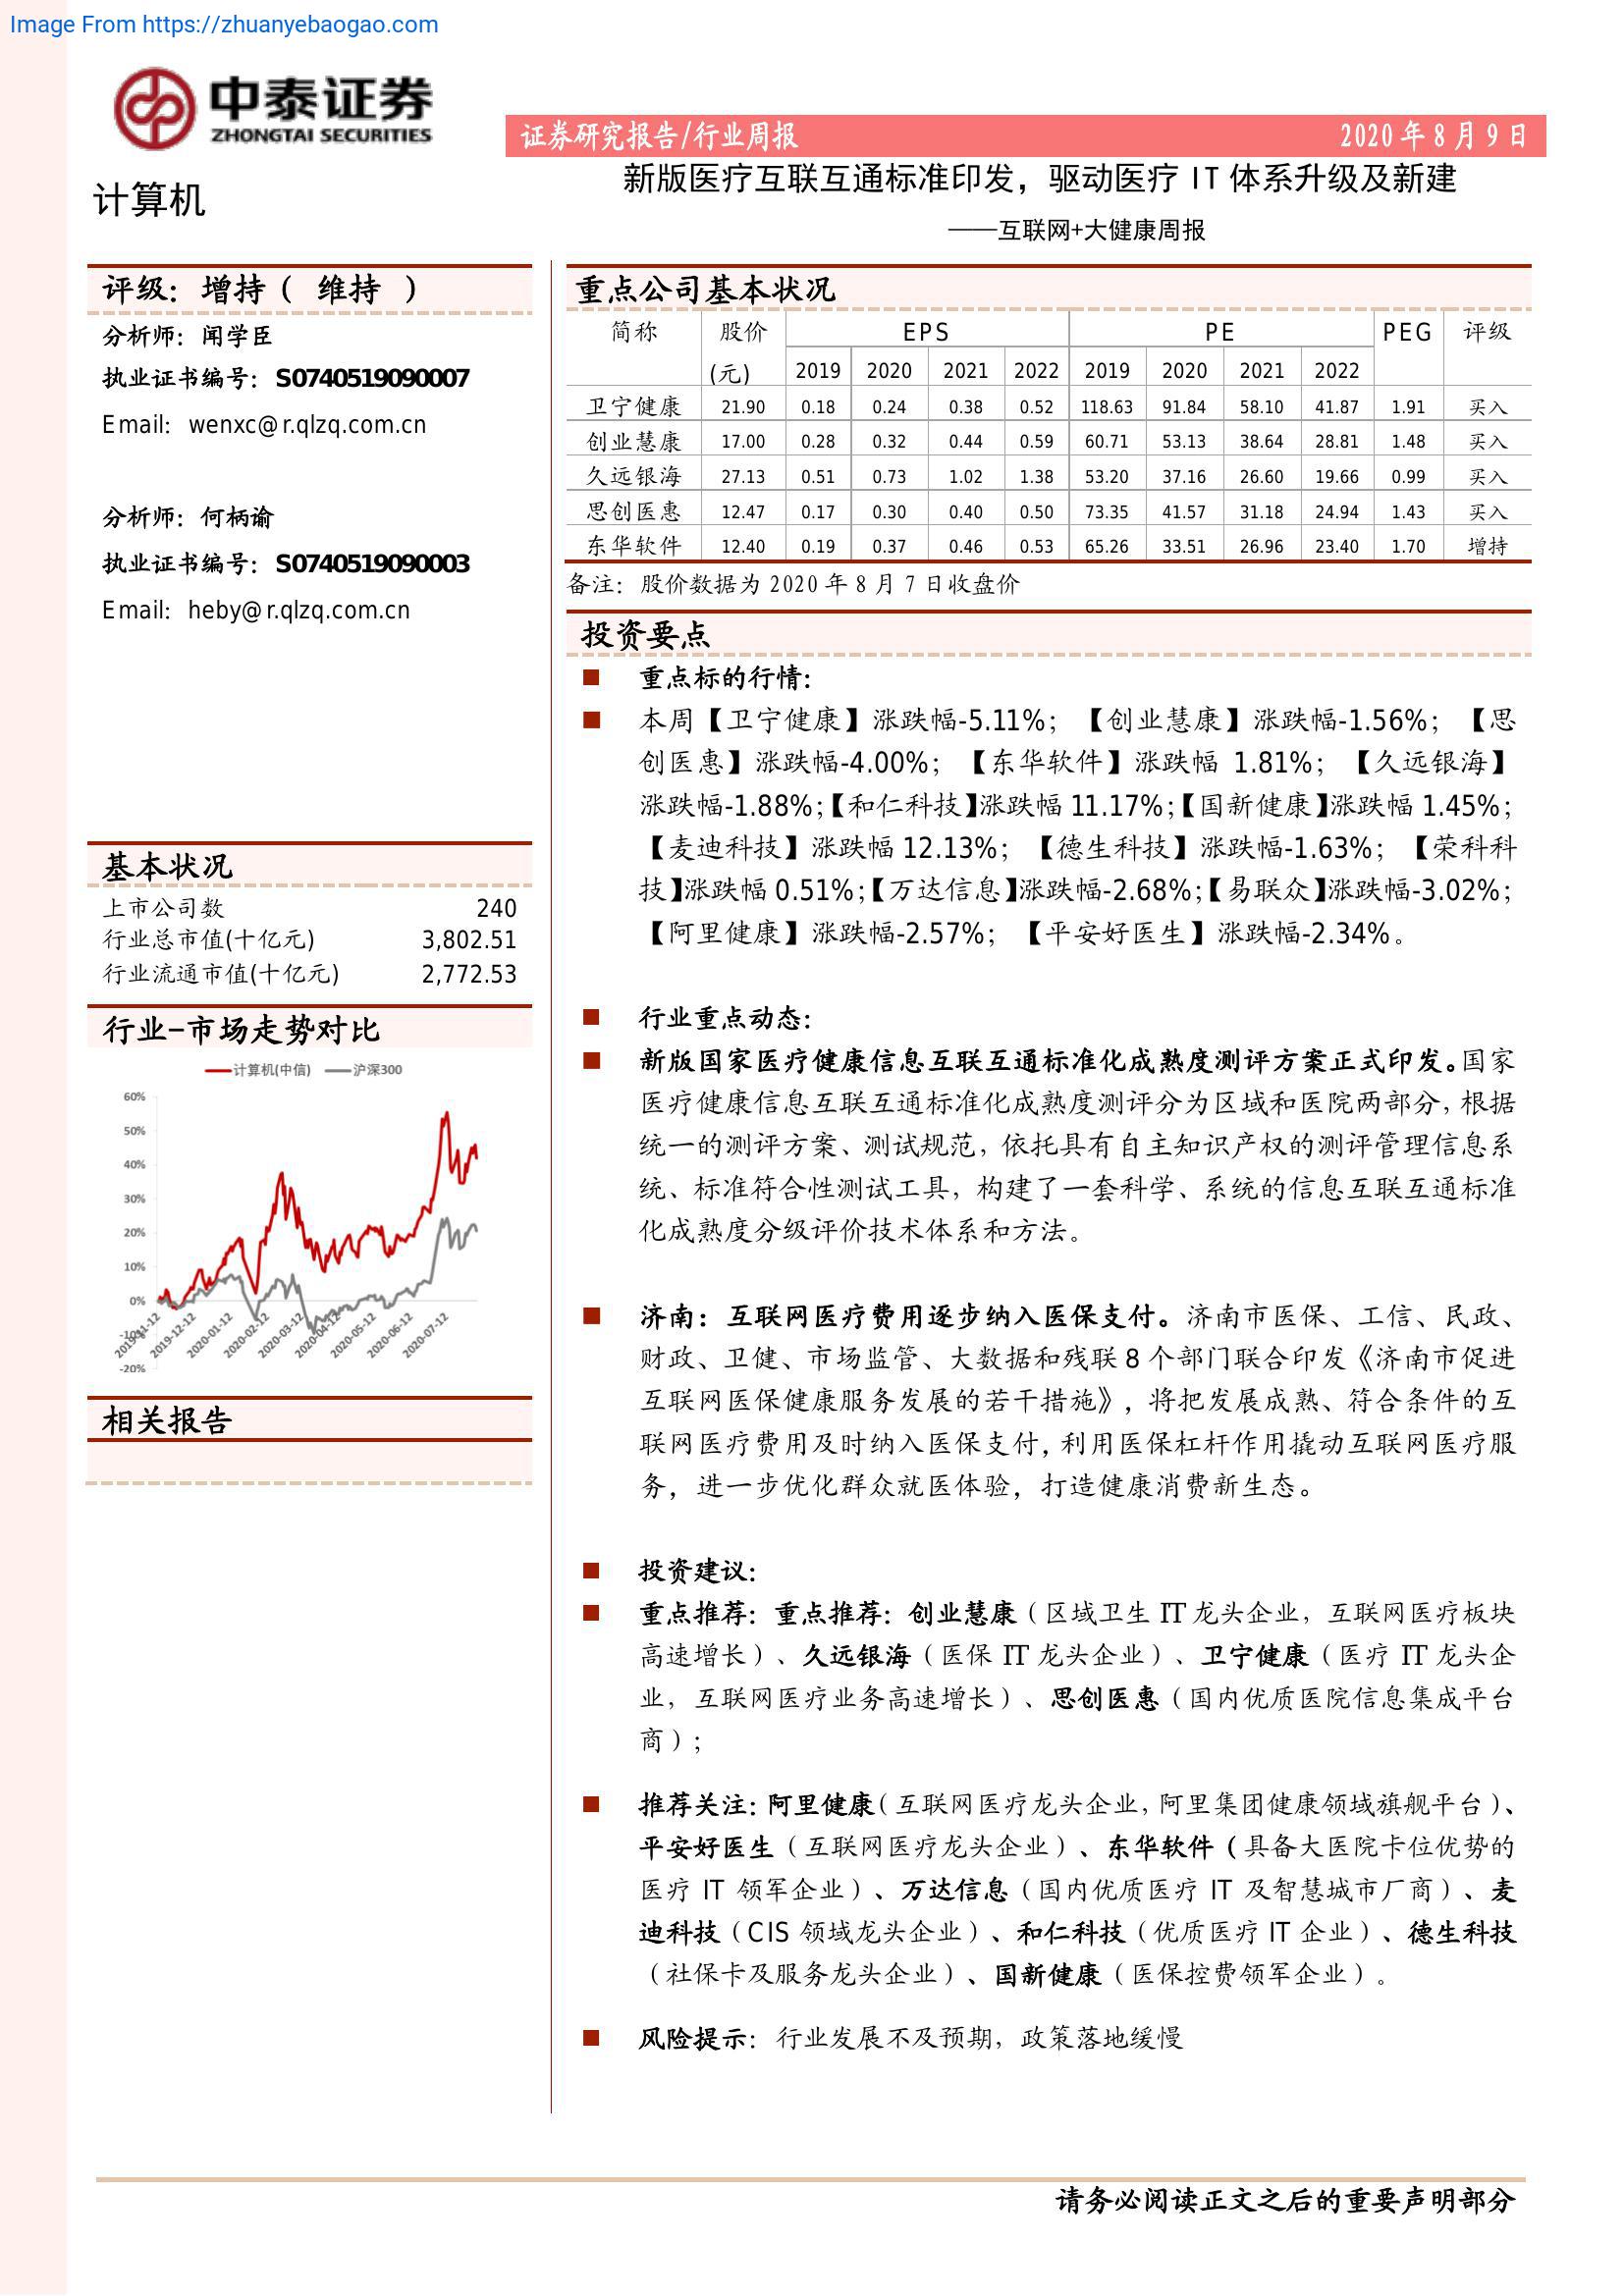 Image From https://zhuanyebaogao.com
中泰证券
ZHONGTAI SECURITIES
证券研究报告/行业周报 2020 年 8 月 9 日
计算机
新版医疗互联互通标准印发，驱动医疗 IT 体系升级及新建
——互联网+大健康周报
评级：增持（ 维持 ）
分析师：闻学臣
执业证书编号：S0740519090007
Email: wenxc@r.qlzq.com.cn
分析师：何柄谕
执业证书编号：S0740519090003
Email: heby@r.qlzq.com.cn
基本状况
上市公司数 240
行业总市值(十亿元) 3,802.51
行业流通市值(十亿元) 2,772.53
行业-市场走势对比
计算机(中信) 沪深300
60%
50%
40%
30%
20%
10%
0%
-10%
-20%
2019-11-12 2019-12-12 2020-01-12 2020-02-12 2020-03-12 2020-04-12 2020-05-12 2020-06-12 2020-07-12
相关报告
重点公司基本状况
简称 股价 EPS PE PEG 评级
(元) 2019 2020 2021 2022 2019 2020 2021 2022
卫宁健康 21.90 0.18 0.24 0.38 0.52 118.63 91.84 58.10 41.87 1.91 买入
创业慧康 17.00 0.28 0.32 0.44 0.59 60.71 53.13 38.64 28.81 1.48 买入
久远银海 27.13 0.51 0.73 1.02 1.38 53.20 37.16 26.60 19.66 0.99 买入
思创医惠 12.47 0.17 0.30 0.40 0.50 73.35 41.57 31.18 24.94 1.43 买入
东华软件 12.40 0.19 0.37 0.46 0.53 65.26 33.51 26.96 23.40 1.70 增持
备注：股价数据为 2020 年 8 月 7 日收盘价
投资要点
重点标的行情：
本周【卫宁健康】涨跌幅-5.11%；【创业慧康】涨跌幅-1.56%；【思
创医惠】涨跌幅-4.00%；【东华软件】涨跌幅 1.81%；【久远银海】
涨跌幅-1.88%；【和仁科技】涨跌幅 11.17%；【国新健康】涨跌幅 1.45%；
【麦迪科技】涨跌幅 12.13%；【德生科技】涨跌幅-1.63%；【荣科科
技】涨跌幅 0.51%；【万达信息】涨跌幅-2.68%；【易联众】涨跌幅-3.02%；
【阿里健康】涨跌幅-2.57%；【平安好医生】涨跌幅-2.34%。
行业重点动态：
新版国家医疗健康信息互联互通标准化成熟度测评方案正式印发。国家
医疗健康信息互联互通标准化成熟度测评分为区域和医院两部分，根据
统一的测评方案、测试规范，依托具有自主知识产权的测评管理信息系
统、标准符合性测试工具，构建了一套科学、系统的信息互联互通标准
化成熟度分级评价技术体系和方法。
济南：互联网医疗费用逐步纳入医保支付。济南市医保、工信、民政、
财政、卫健、市场监管、大数据和残联 8 个部门联合印发《济南市促进
互联网医保健康服务发展的若干措施》，将把发展成熟、符合条件的互
联网医疗费用及时纳入医保支付，利用医保杠杆作用撬动互联网医疗服
务，进一步优化群众就医体验，打造健康消费新生态。
投资建议：
重点推荐：重点推荐：创业慧康（区域卫生 IT 龙头企业，互联网医疗板块
高速增长）、久远银海（医保 IT 龙头企业）、卫宁健康（医疗 IT 龙头企
业，互联网医疗业务高速增长）、思创医惠（国内优质医院信息集成平台
商）；
推荐关注：阿里健康（互联网医疗龙头企业，阿里集团健康领域旗舰平台）、
平安好医生（互联网医疗龙头企业）、东华软件（具备大医院卡位优势的
医疗 IT 领军企业）、万达信息（国内优质医疗 IT 及智慧城市厂商）、麦
迪科技（CIS 领域龙头企业）、和仁科技（优质医疗 IT 企业）、德生科技
（社保卡及服务龙头企业）、国新健康（医保控费领军企业）。
风险提示：行业发展不及预期，政策落地缓慢
请务必阅读正文之后的重要声明部分